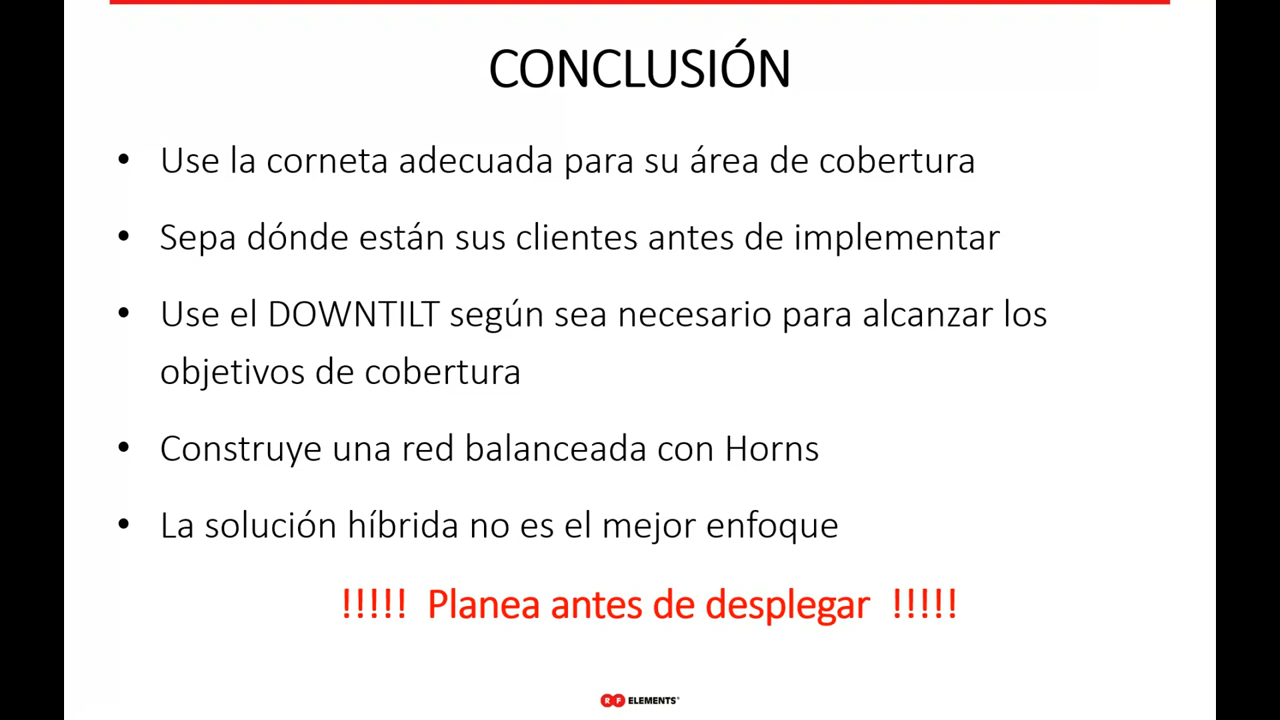 CONCLUSIÓN
• Use la corneta adecuada para su área de cobertura
• Sepa dónde están sus clientes antes de implementar
• Use el DOWNTILT según sea necesario para alcanzar los
objetivos de cobertura
• Construye una red balanceada con Horns
• La solución híbrida no es el mejor enfoque
!!!!! Planea antes de desplegar !!!!!
RF ELEMENTS®